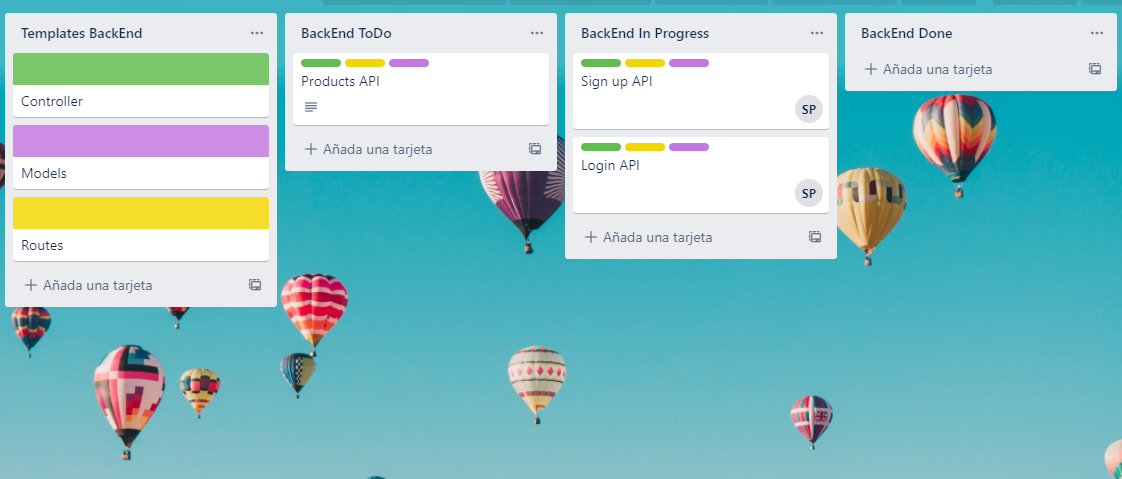 Templates BackEnd
Controller
Models
Routes
Añada una tarjeta
BackEnd ToDo
Products API
Añada una tarjeta
BackEnd In Progress
Sign up API
SP
Login API
SP
Añada una tarjeta
BackEnd Done
Añada una tarjeta